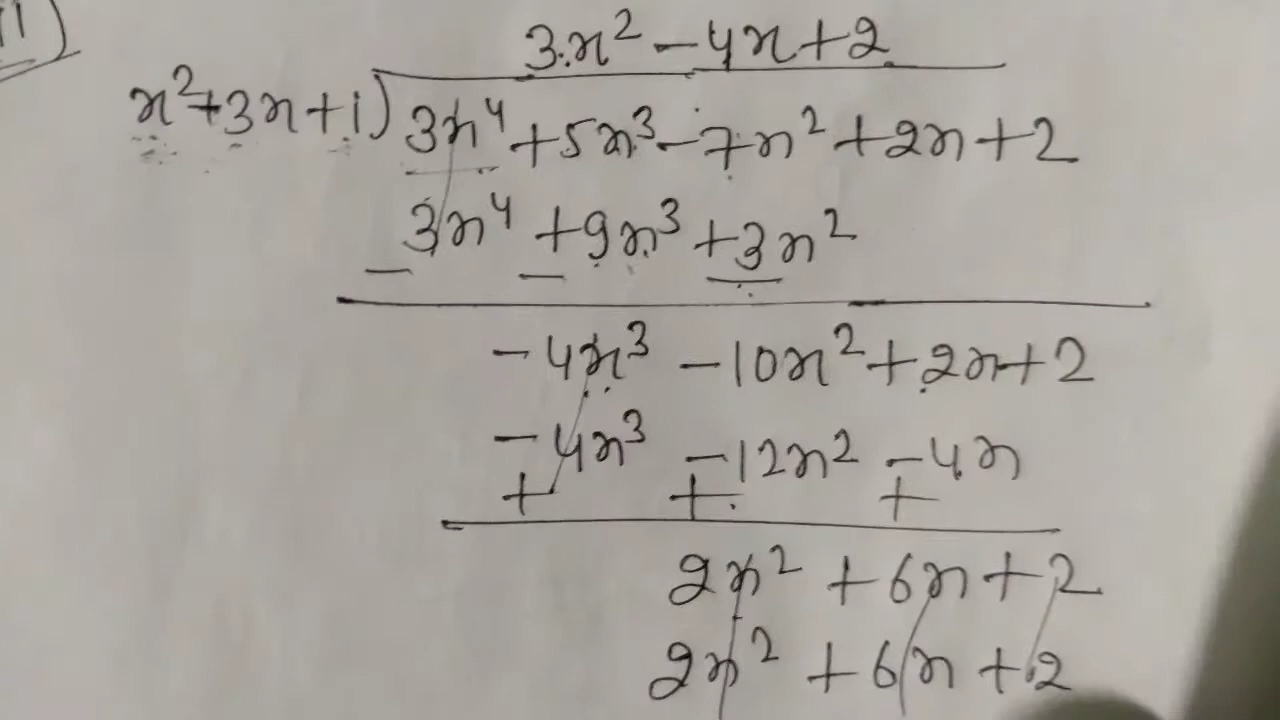 3x² - 4x + 2
x² + 3x + 1 ) 3x⁴ + 5x³ - 7x² + 2x + 2
3x⁴ + 9x³ + 3x²
- - -
-4x³ - 10x² + 2x + 2
-4x³ - 12x² - 4x
+ + +
2x² + 6x + 2
2x² + 6x + 2